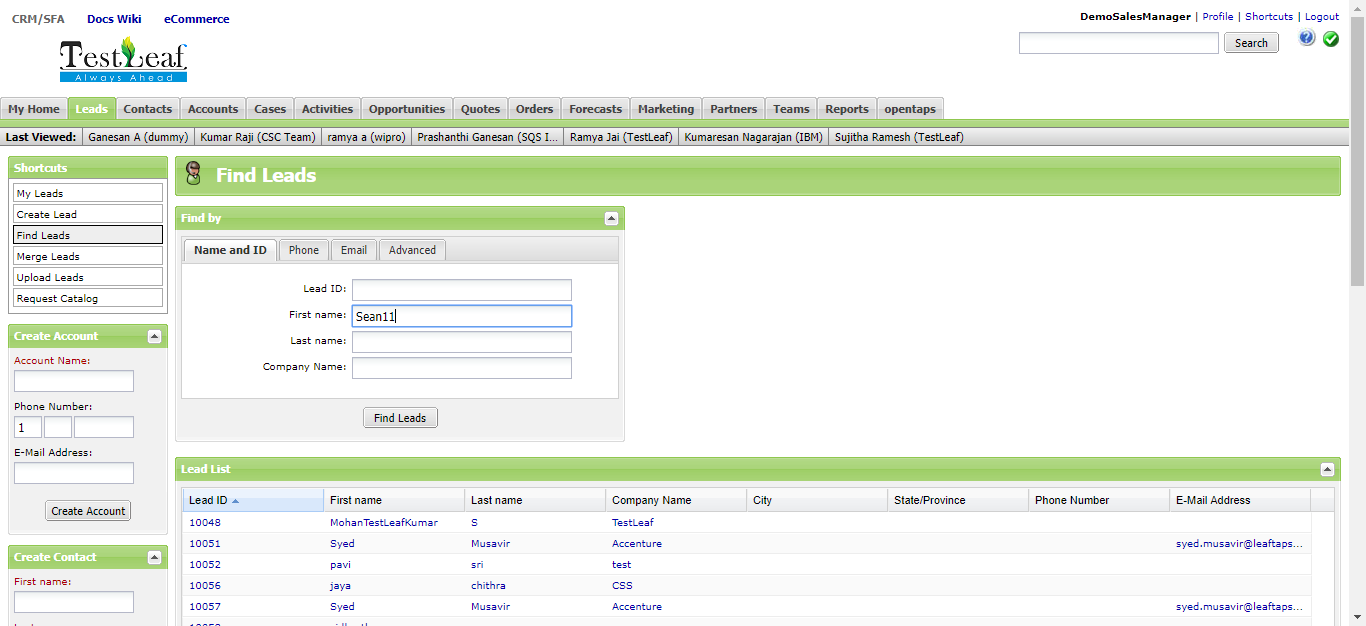 CRM/SFA Docs Wiki eCommerce
DemoSalesManager | Profile | Shortcuts | Logout
TestLeaf
Always Ahead
Search
?
My Home Leads Contacts Accounts Cases Activities Opportunities Quotes Orders Forecasts Marketing Partners Teams Reports opentaps
Last Viewed: Ganesan A (dummy) Kumar Raji (CSC Team) ramya a (wipro) Prashanthi Ganesan (SQS I... Ramya Jai (TestLeaf) Kumaresan Nagarajan (IBM) Sujitha Ramesh (TestLeaf)
Shortcuts
My Leads
Create Lead
Find Leads
Merge Leads
Upload Leads
Request Catalog
Create Account
Account Name:
Phone Number:
1
E-Mail Address:
Create Account
Create Contact
First name:
Find Leads
Find by
Name and ID Phone Email Advanced
Lead ID:
First name: Sean11
Last name:
Company Name:
Find Leads
Lead List
Lead ID First name Last name Company Name City State/Province Phone Number E-Mail Address
10048 MohanTestLeafKumar S TestLeaf
10051 Syed Musavir Accenture syed.musavir@leaftaps...
10052 pavi sri test
10056 jaya chithra CSS
10057 Syed Musavir Accenture syed.musavir@leaftaps...